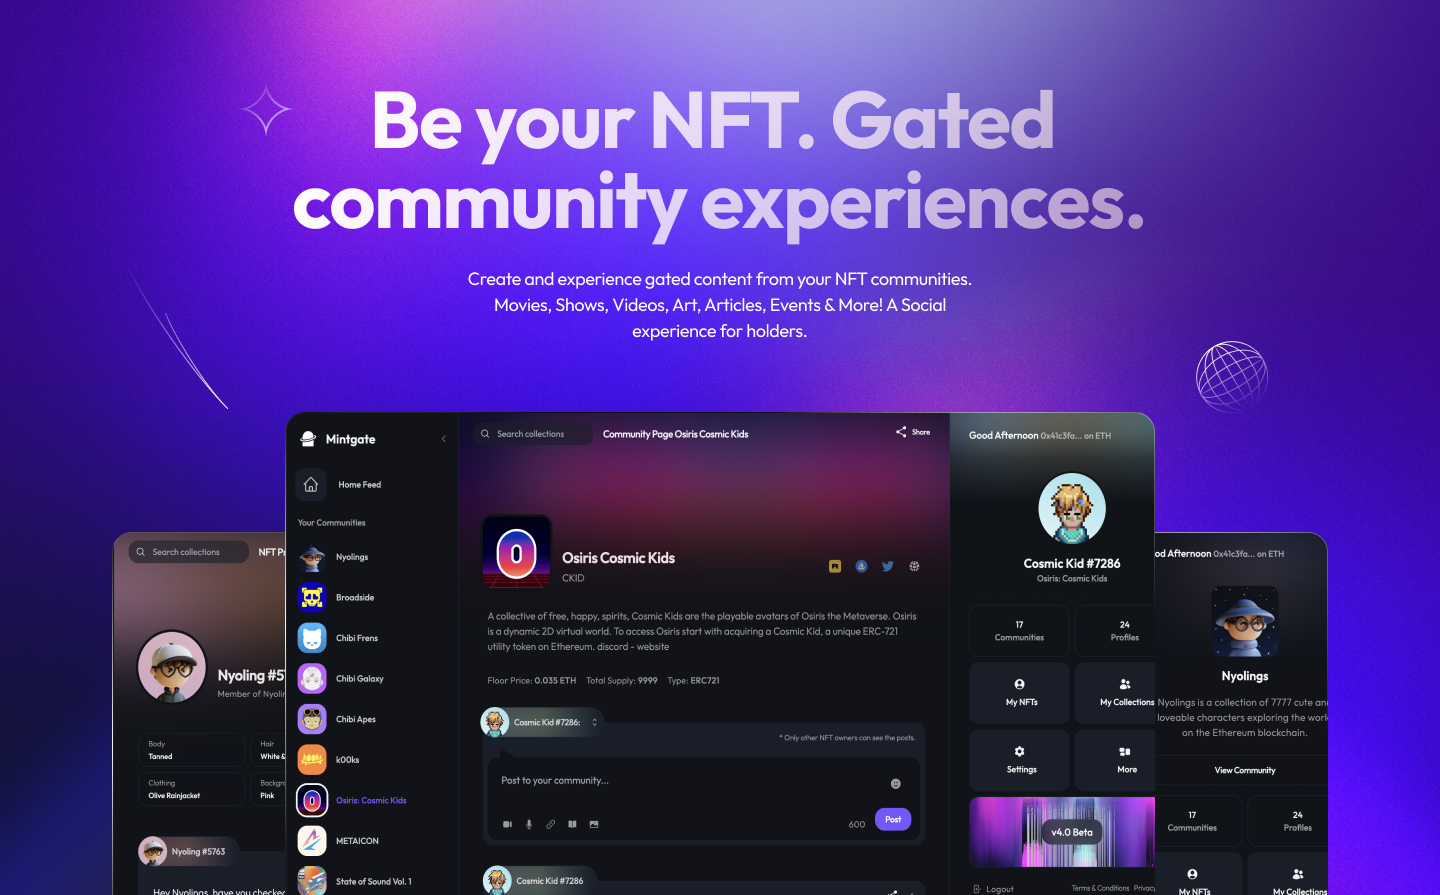 Be your NFT. Gated
community experiences.
Create and experience gated content from your NFT communities.
Movies, Shows, Videos, Art, Articles, Events & More! A Social
experience for holders.
Mintgate
Home Feed
Your Communities
Nyolings
Broadside
Chibi Frens
Chibi Galaxy
Chibi Apes
k00ks
Osiris: Cosmic Kids
METAICON
State of Sound Vol. 1
Search collections
Community Page Osiris Cosmic Kids
Share
Osiris Cosmic Kids
CKID
A collective of free, happy, spirits, Cosmic Kids are the playable avatars of Osiris the Metaverse. Osiris
is a dynamic 2D virtual world. To access Osiris start with acquiring a Cosmic Kid, a unique ERC-721
utility token on Ethereum. discord - website
Floor Price: 0.035 ETH Total Supply: 9999 Type: ERC721
Cosmic Kid #7286:
* Only other NFT owners can see the posts.
Post to your community...
600
Post
Cosmic Kid #7286
Good Afternoon 0x41c3fa... on ETH
Cosmic Kid #7286
Osiris: Cosmic Kids
17
Communities
24
Profiles
My NFTs
My Collections
Settings
More
v4.0 Beta
Logout
Terms & Conditions Privacy
Search collections
NFT Pr
Nyoling #57
Member of Nyolin
Body
Tanned
Hair
White &
Clothing
Olive Rainjacket
Backgro
Pink
Nyoling #5763
Hey Nyolings, have you checked
od Afternoon 0x41c3fa... on ETH
Nyolings
Nyolings is a collection of 7777 cute and
loveable characters exploring the world
on the Ethereum blockchain.
View Community
17
Communities
24
Profiles
My NFTs
My Collections